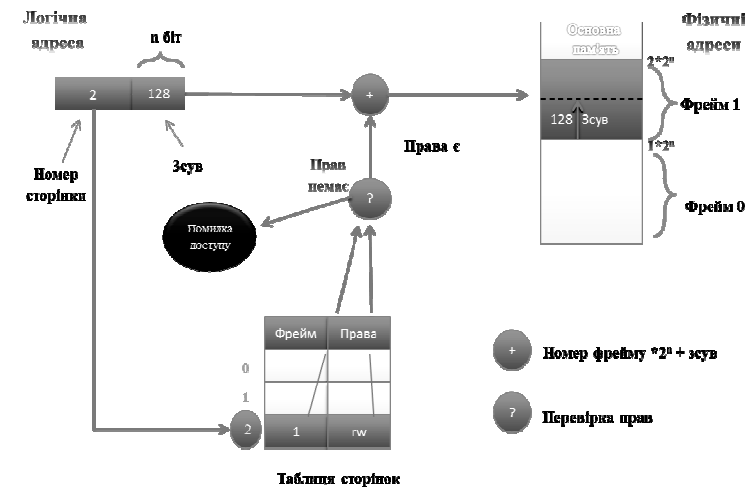 Логічна
адреса
n біт
2
128
Номер
сторінки
Зсув
+
Права є
Прав
немає
?
Помилка
доступу
Основна
пам'ять
Фізичні
адреси
2*2ⁿ
Фрейм 1
128
Зсув
1*2ⁿ
Фрейм 0
Фрейм
Права
0
1
2
1
rw
Таблиця сторінок
+
Номер фрейму *2ⁿ + зсув
?
Перевірка прав